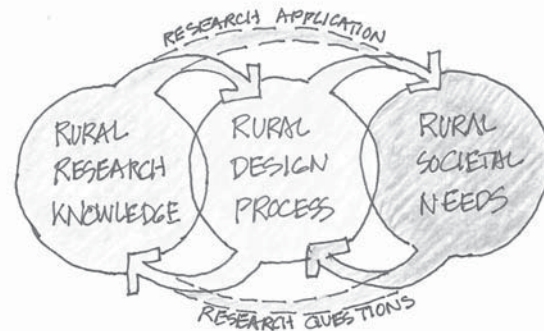 RESEARCH APPLICATION
RURAL
RESEARCH
KNOWLEDGE
RURAL
DESIGN
PROCESS
RURAL
SOCIETAL
NEEDS
RESEARCH QUESTIONS